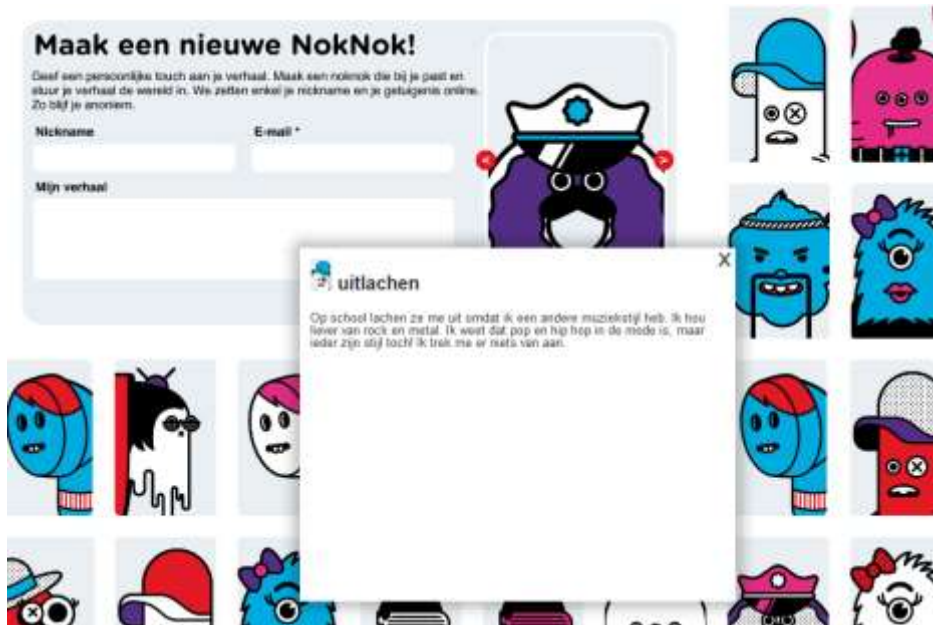 Maak een nieuwe NokNok!
Geef een persoonlijke touch aan je verhaal. Maak een noknok die bij je past en
stuur je verhaal de wereld in. We zetten enkel je nickname en je getuigenis online.
Zo blijf je anoniem.
Nickname
E-mail *
Mijn verhaal
< >
X
uitlachen
Op school lachen ze me uit omdat ik een andere muziekstijl heb. Ik hou
liever van rock en metal. Ik weet dat pop en hip hop in de mode is, maar
ieder zijn stijl toch! Ik trek me er niets van aan.